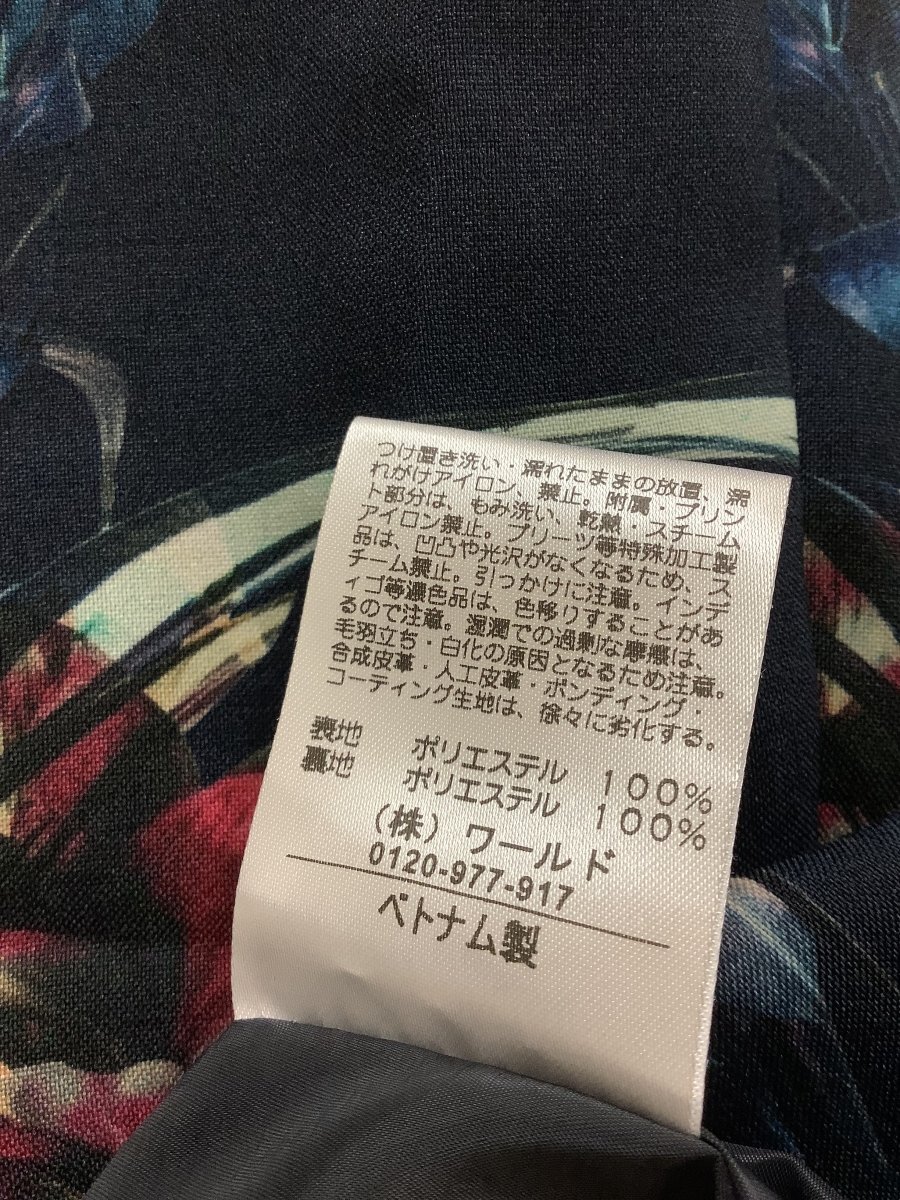 つけ置き洗い・濡れたままの放置、濡
れがけアイロン、禁止。附属・プリン
ト部分は、もみ洗い、乾熱・スチーム
アイロン禁止。プリーツ等特殊加工製
品は、凹凸や光沢がなくなるため、ス
チーム禁止。引っかけに注意。インデ
ィゴ等濃色品は、色移りすることがあ
るので注意。湿潤での過剰な摩擦は、
毛羽立ち・白化の原因となるため注意。
合成皮革・人工皮革・ボンディング・
コーティング生地は、徐々に劣化する。
表地 ポリエステル 100%
裏地 ポリエステル 100%
(株) ワールド
0120-977-917
ベトナム製